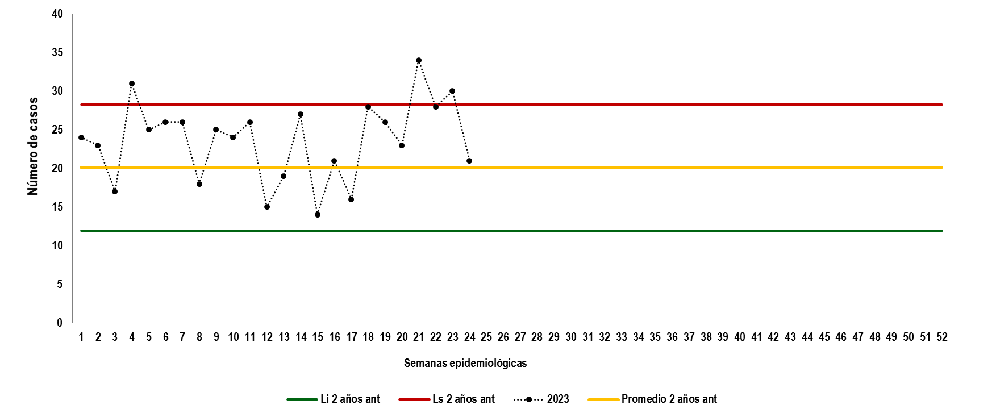 40
35
30
25
20
15
10
5
0
Número de casos
1 2 3 4 5 6 7 8 9 10 11 12 13 14 15 16 17 18 19 20 21 22 23 24 25 26 27 28 29 30 31 32 33 34 35 36 37 38 39 40 41 42 43 44 45 46 47 48 49 50 51 52
Semanas epidemiológicas
Li 2 años ant Ls 2 años ant 2023 Promedio 2 años ant